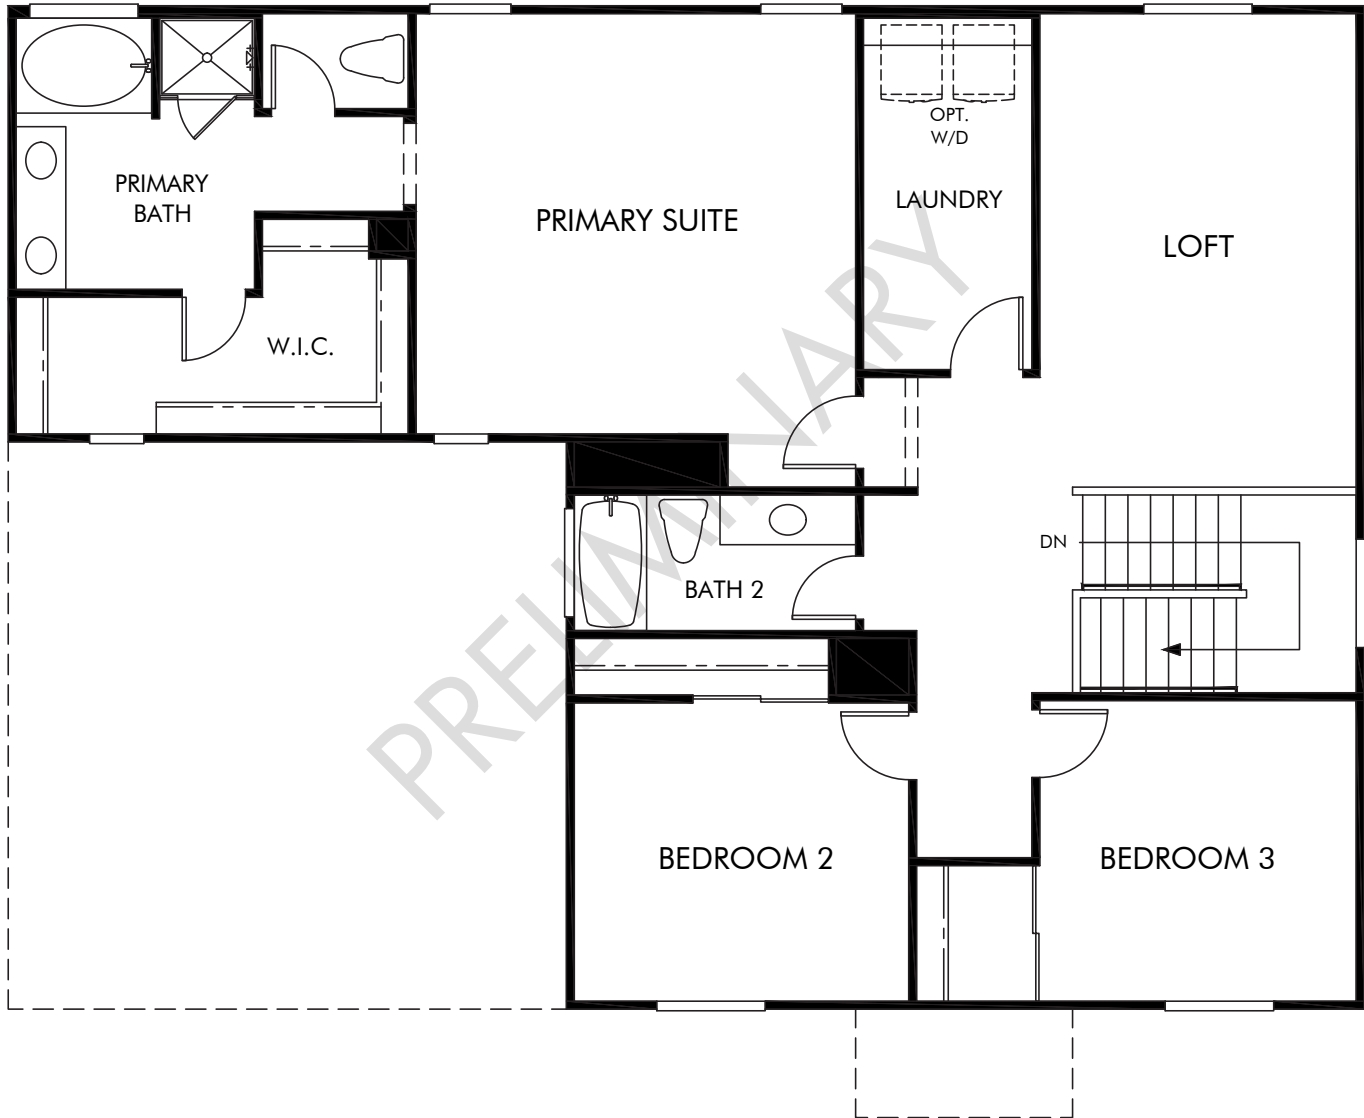 OPT.
W/D
PRIMARY
BATH
PRIMARY SUITE
LAUNDRY
LOFT
W.I.C.
PRELIMINARY
DN
BATH 2
BEDROOM 2
BEDROOM 3